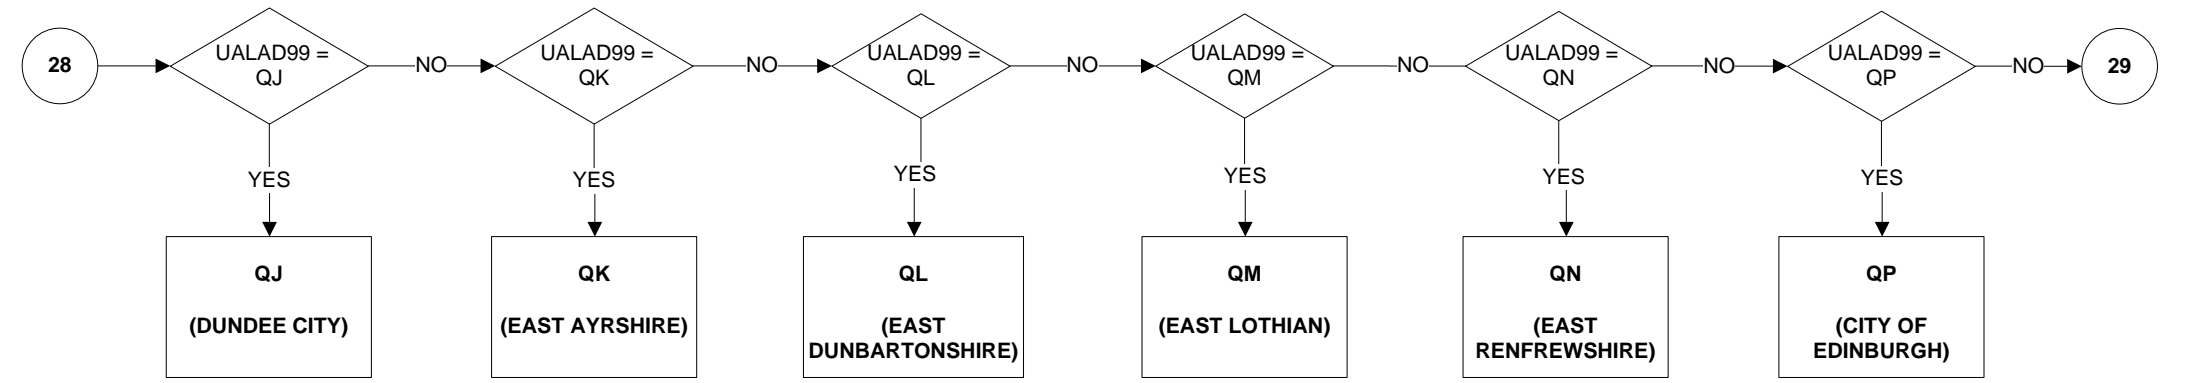 28
UALAD99 =
QJ
NO
UALAD99 =
QK
NO
UALAD99 =
QL
NO
UALAD99 =
QM
NO
UALAD99 =
QN
NO
UALAD99 =
QP
NO
29
YES
YES
YES
YES
YES
YES
QJ
(DUNDEE CITY)
QK
(EAST AYRSHIRE)
QL
(EAST
DUNBARTONSHIRE)
QM
(EAST LOTHIAN)
QN
(EAST
RENFREWSHIRE)
QP
(CITY OF
EDINBURGH)